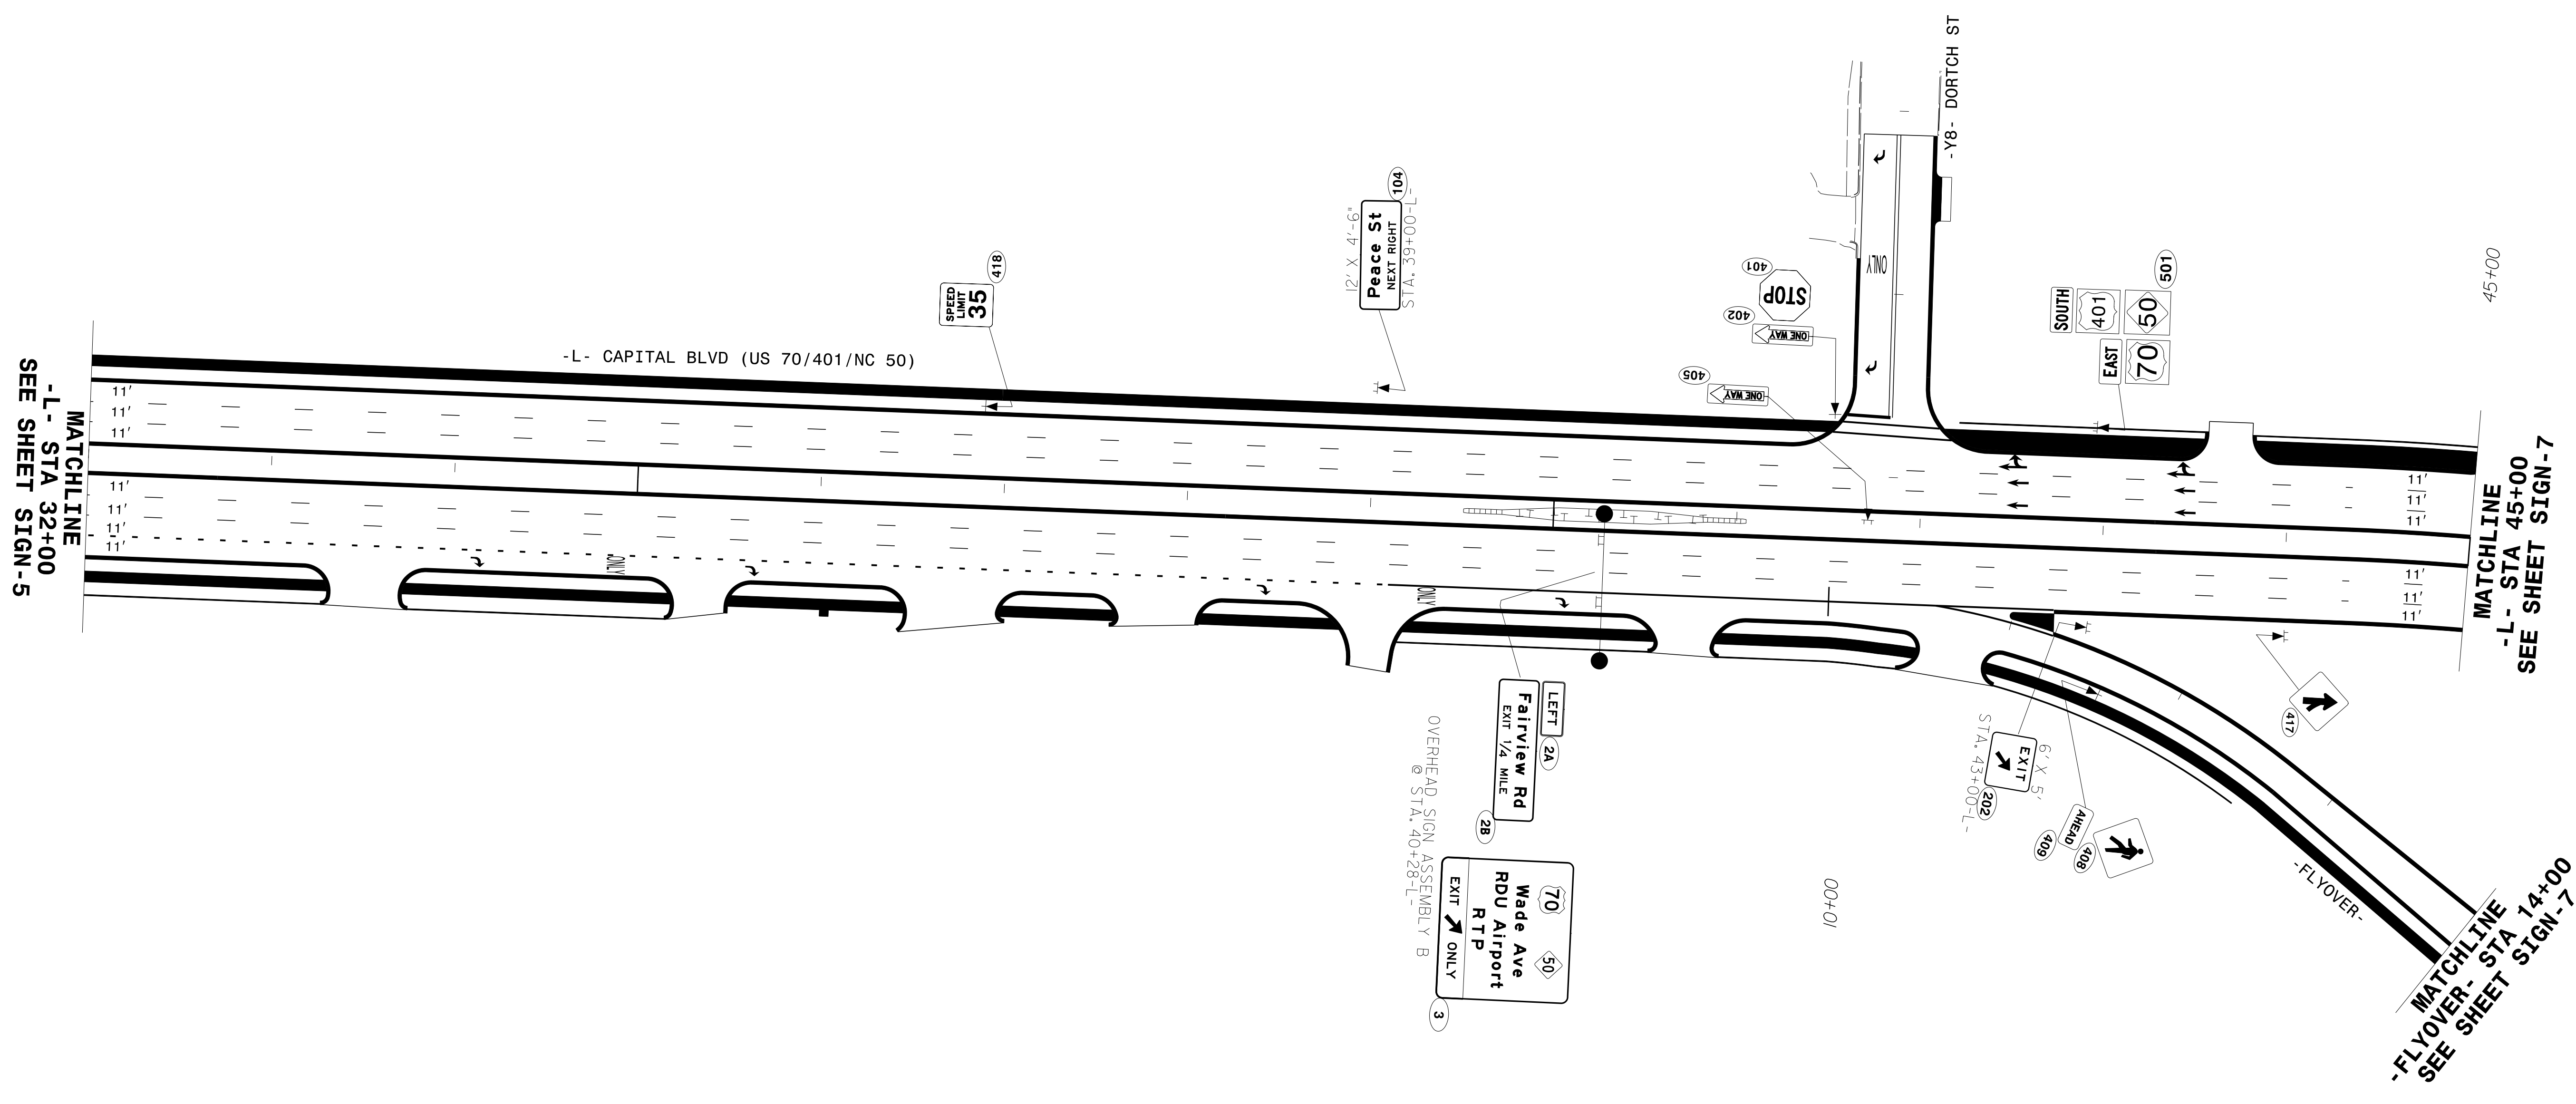 -Y8- DORTCH ST
104
12' X 4'-6"
Peace St
NEXT RIGHT
STA. 39+00-L-
418
SPEED
LIMIT
35
401
STOP
402
ONE WAY
405
ONE WAY
ONLY
501
SOUTH
401
50
EAST
70
45+00
-L- CAPITAL BLVD (US 70/401/NC 50)
MATCHLINE
-L- STA 32+00
SEE SHEET SIGN-5
11'
11'
11'
11'
11'
11'
11'
ONLY
ONLY
11'
11'
11'
11'
11'
11'
MATCHLINE
-L- STA 45+00
SEE SHEET SIGN-7
LEFT
2A
Fairview Rd
EXIT 1/4 MILE
2B
OVERHEAD SIGN ASSEMBLY B
@ STA. 40+28-L-
70
50
Wade Ave
RDU Airport
RTP
EXIT ONLY
3
10+00
6' X 5'
EXIT
202
STA. 43+00-L-
417
AHEAD
409
408
-FLYOVER-
MATCHLINE
-FLYOVER- STA 14+00
SEE SHEET SIGN-7